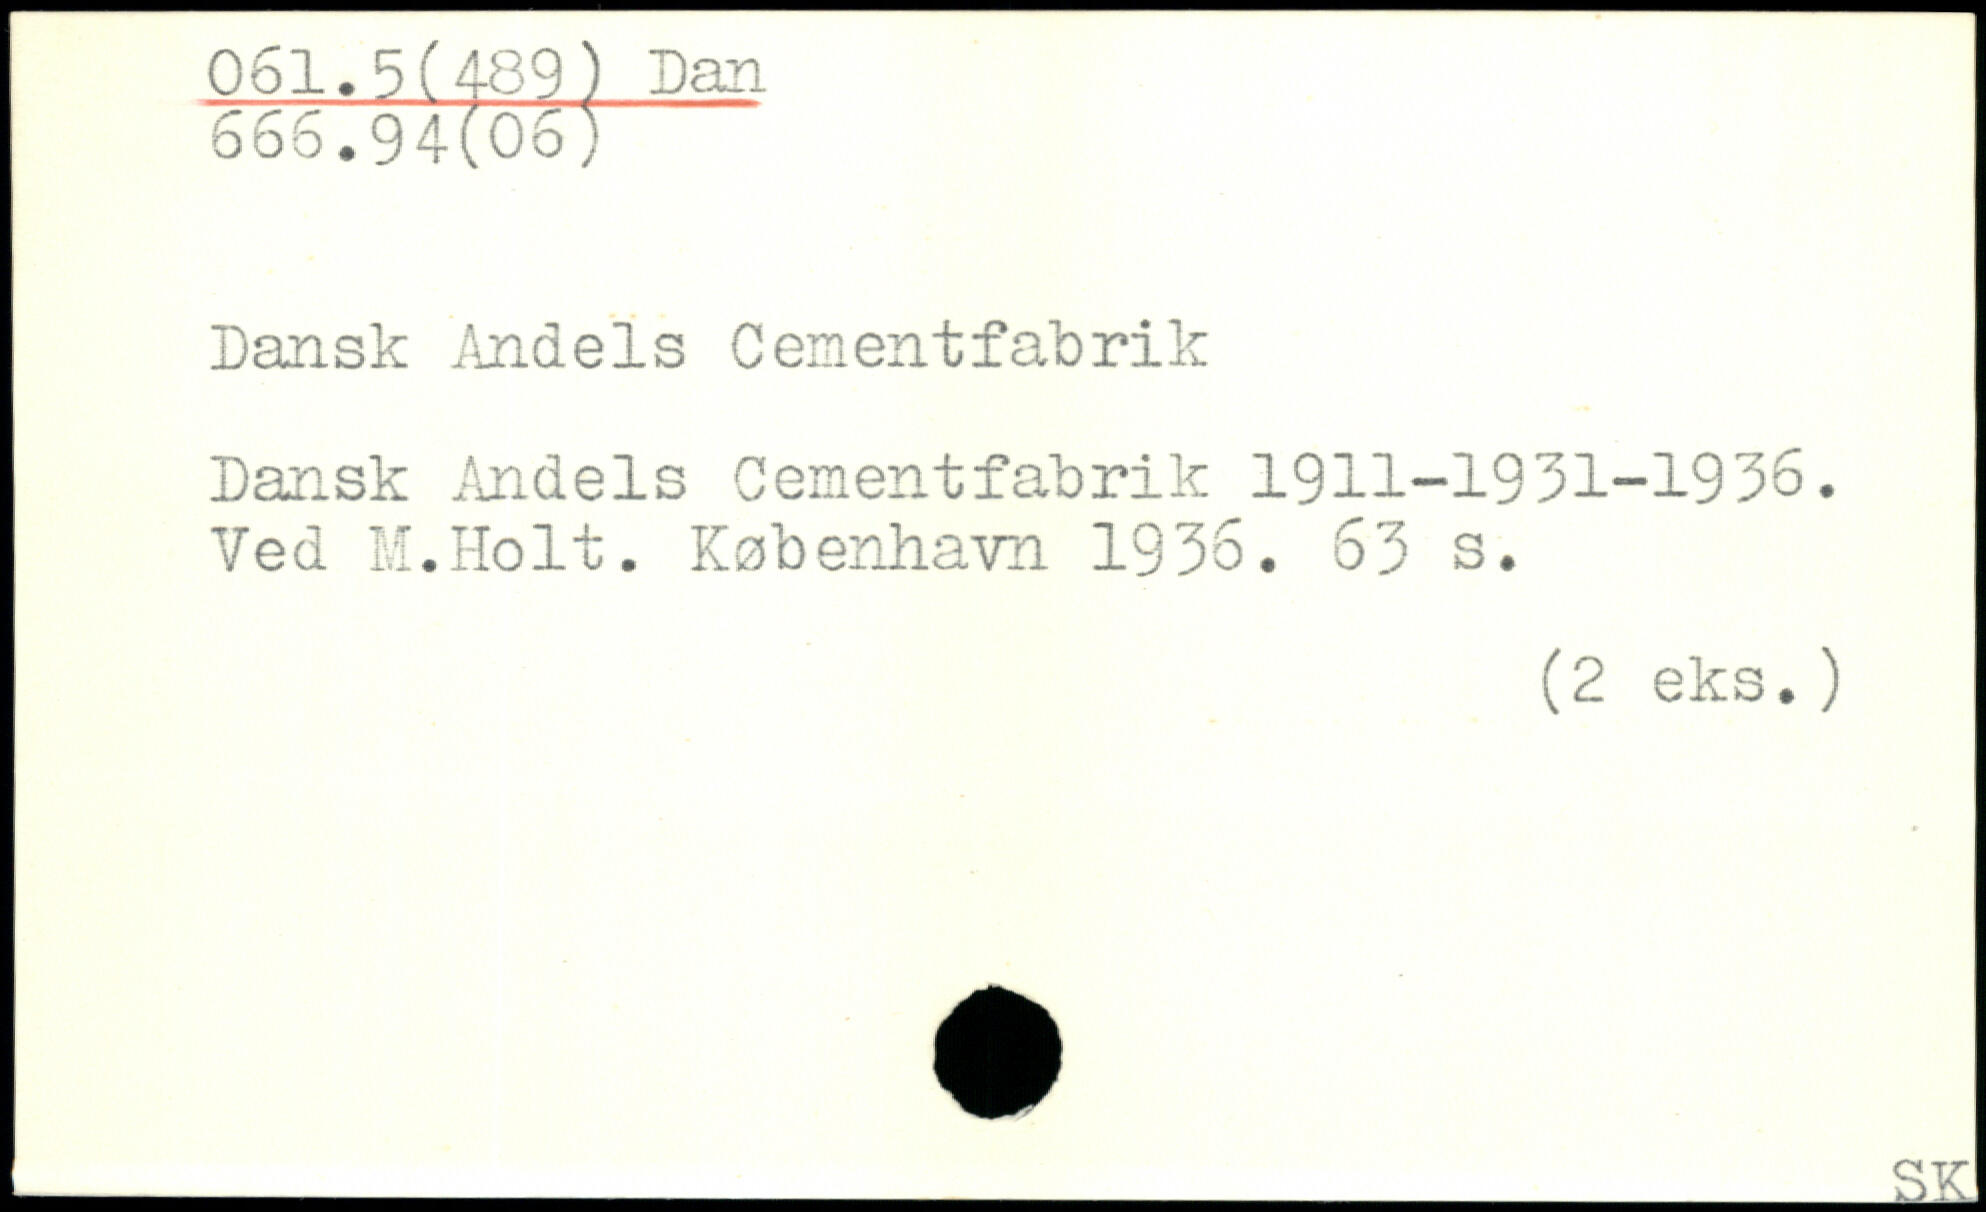 061.5(489) Dan
666.94(06)
Dansk Andels Cementfabrik
Dansk Andels Cementfabrik 1911-1931-1936.
Ved M.Holt. København 1936. 63 s.
(2 eks.)
SK